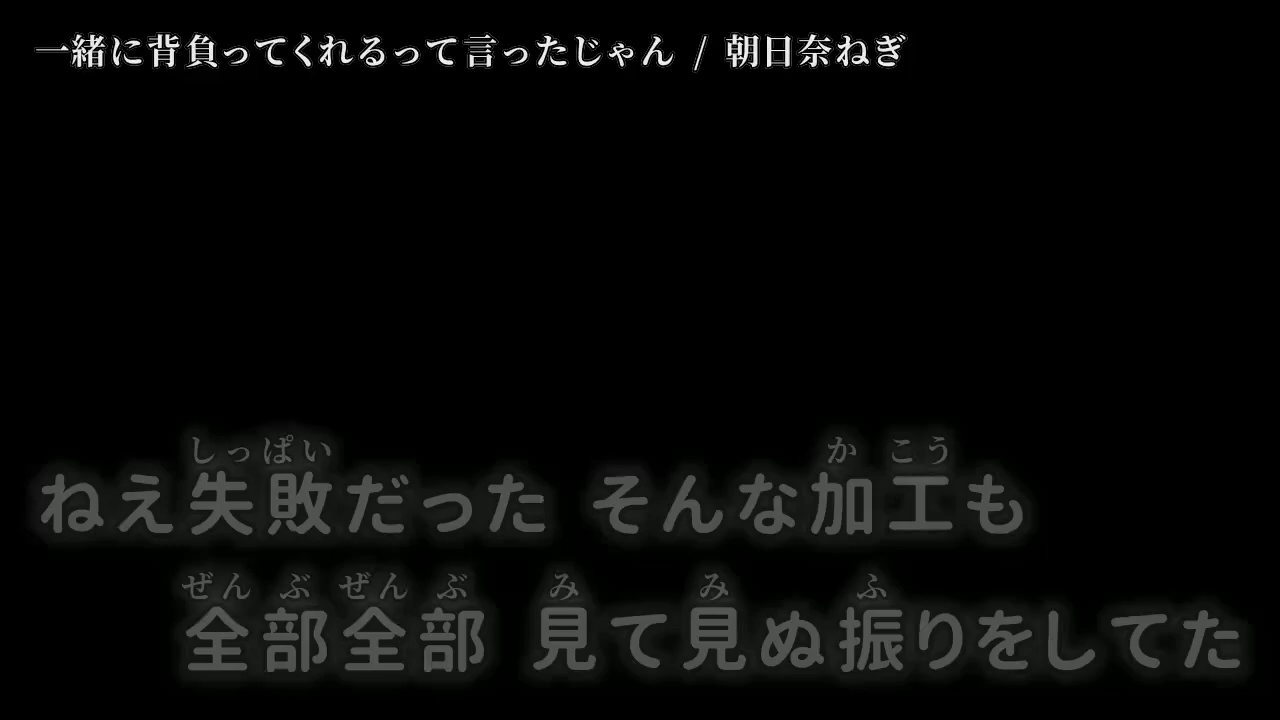 一緒に背負ってくれるって言ったじゃん / 朝日奈ねぎ
しっぱい か こう
ねえ失敗だった そんな加工も
ぜん ぶ ぜん ぶ み み ふ
全部全部 見て見ぬ振りをしてた